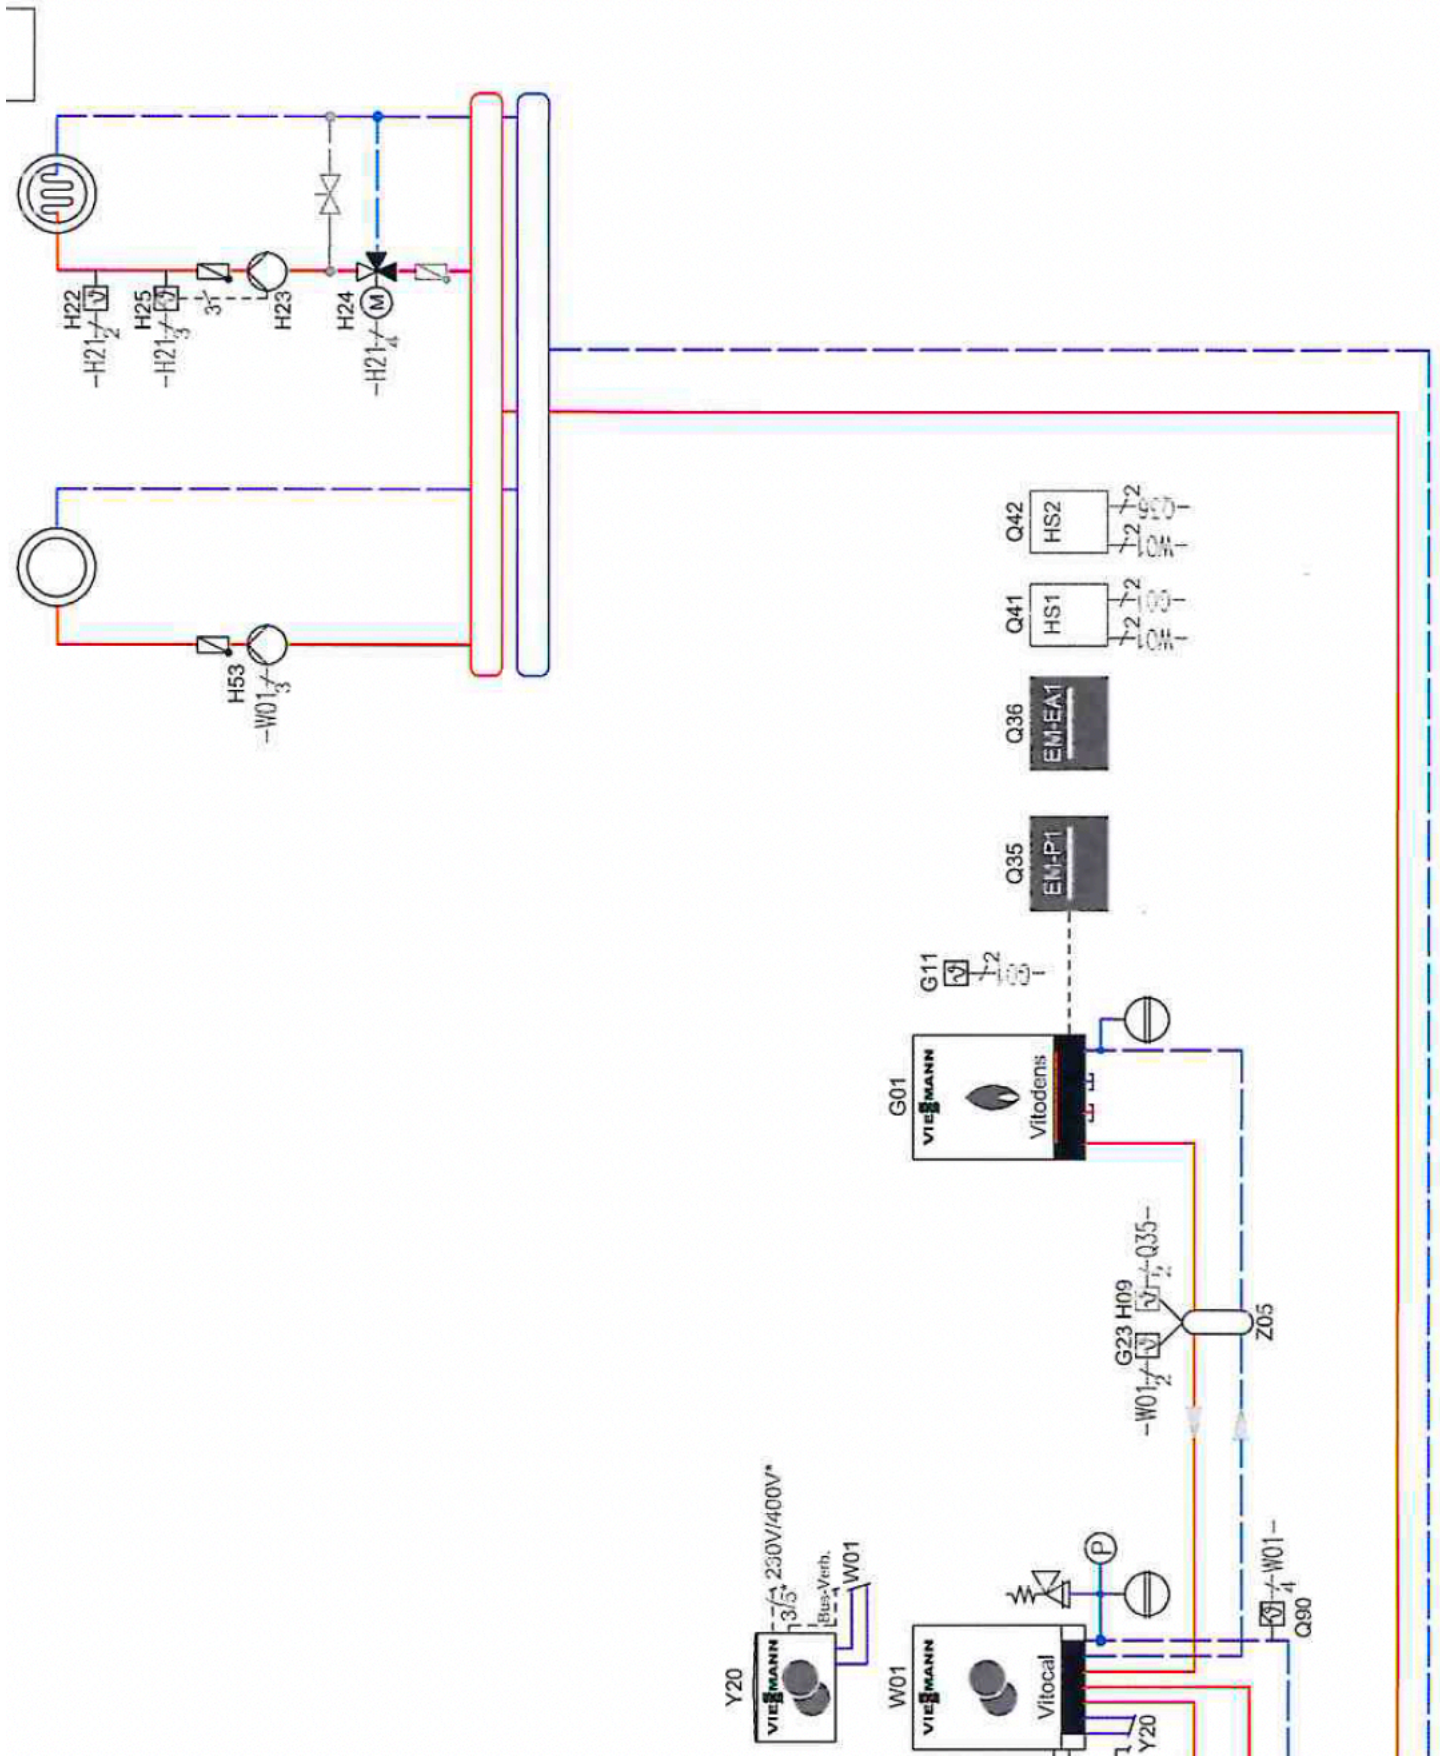 H22
-H21-/-
2
H25
-H21-/-
3
3
H23
H24
M
-H21-/-
4
H53
-W01-/-
3
Q42
HS2
2
2
-W01
Q41
HS1
2
2
-W01
Q36
EM-EA1
Q35
EM-P1
G11
2
G01
VIESMANN
Vitodens
G23 H09
-W01-/-
2
-Q35-
2
Z05
Y20
VIESMANN
230V/400V*
3/5*
Bus-Verb.
W01
W01
VIESMANN
Vitocal
P
-W01-
4
Q90
Y20